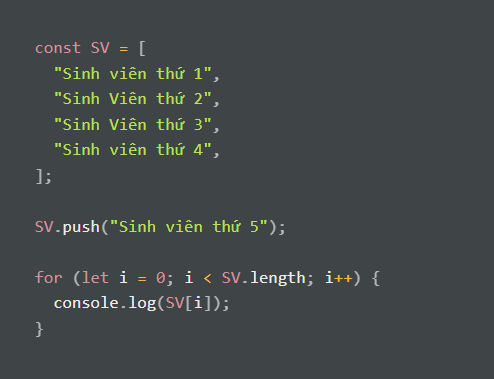 const SV = [
"Sinh viên thứ 1",
"Sinh Viên thứ 2",
"Sinh Viên thứ 3",
"Sinh viên thứ 4",
];
SV.push("Sinh viên thứ 5");
for (let i = 0; i < SV.length; i++) {
console.log(SV[i]);
}